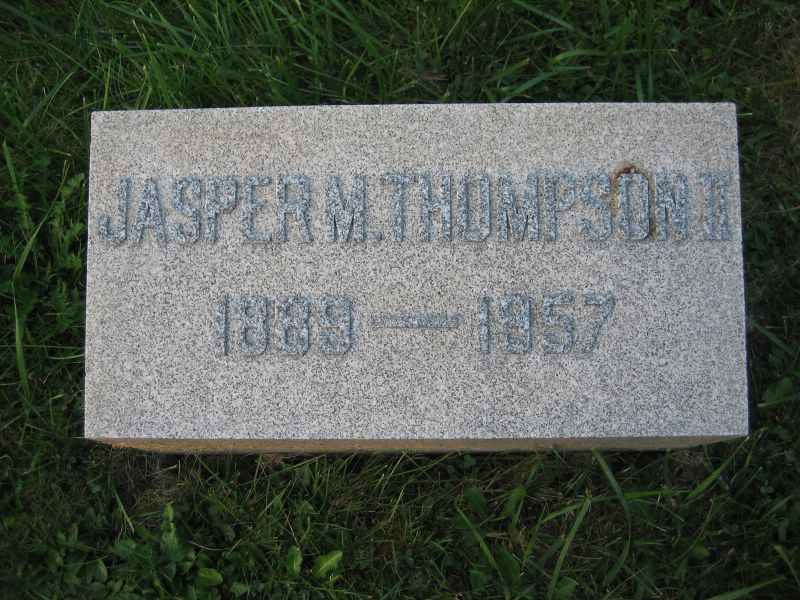 JASPER M. THOMPSON II
1889 — 1957